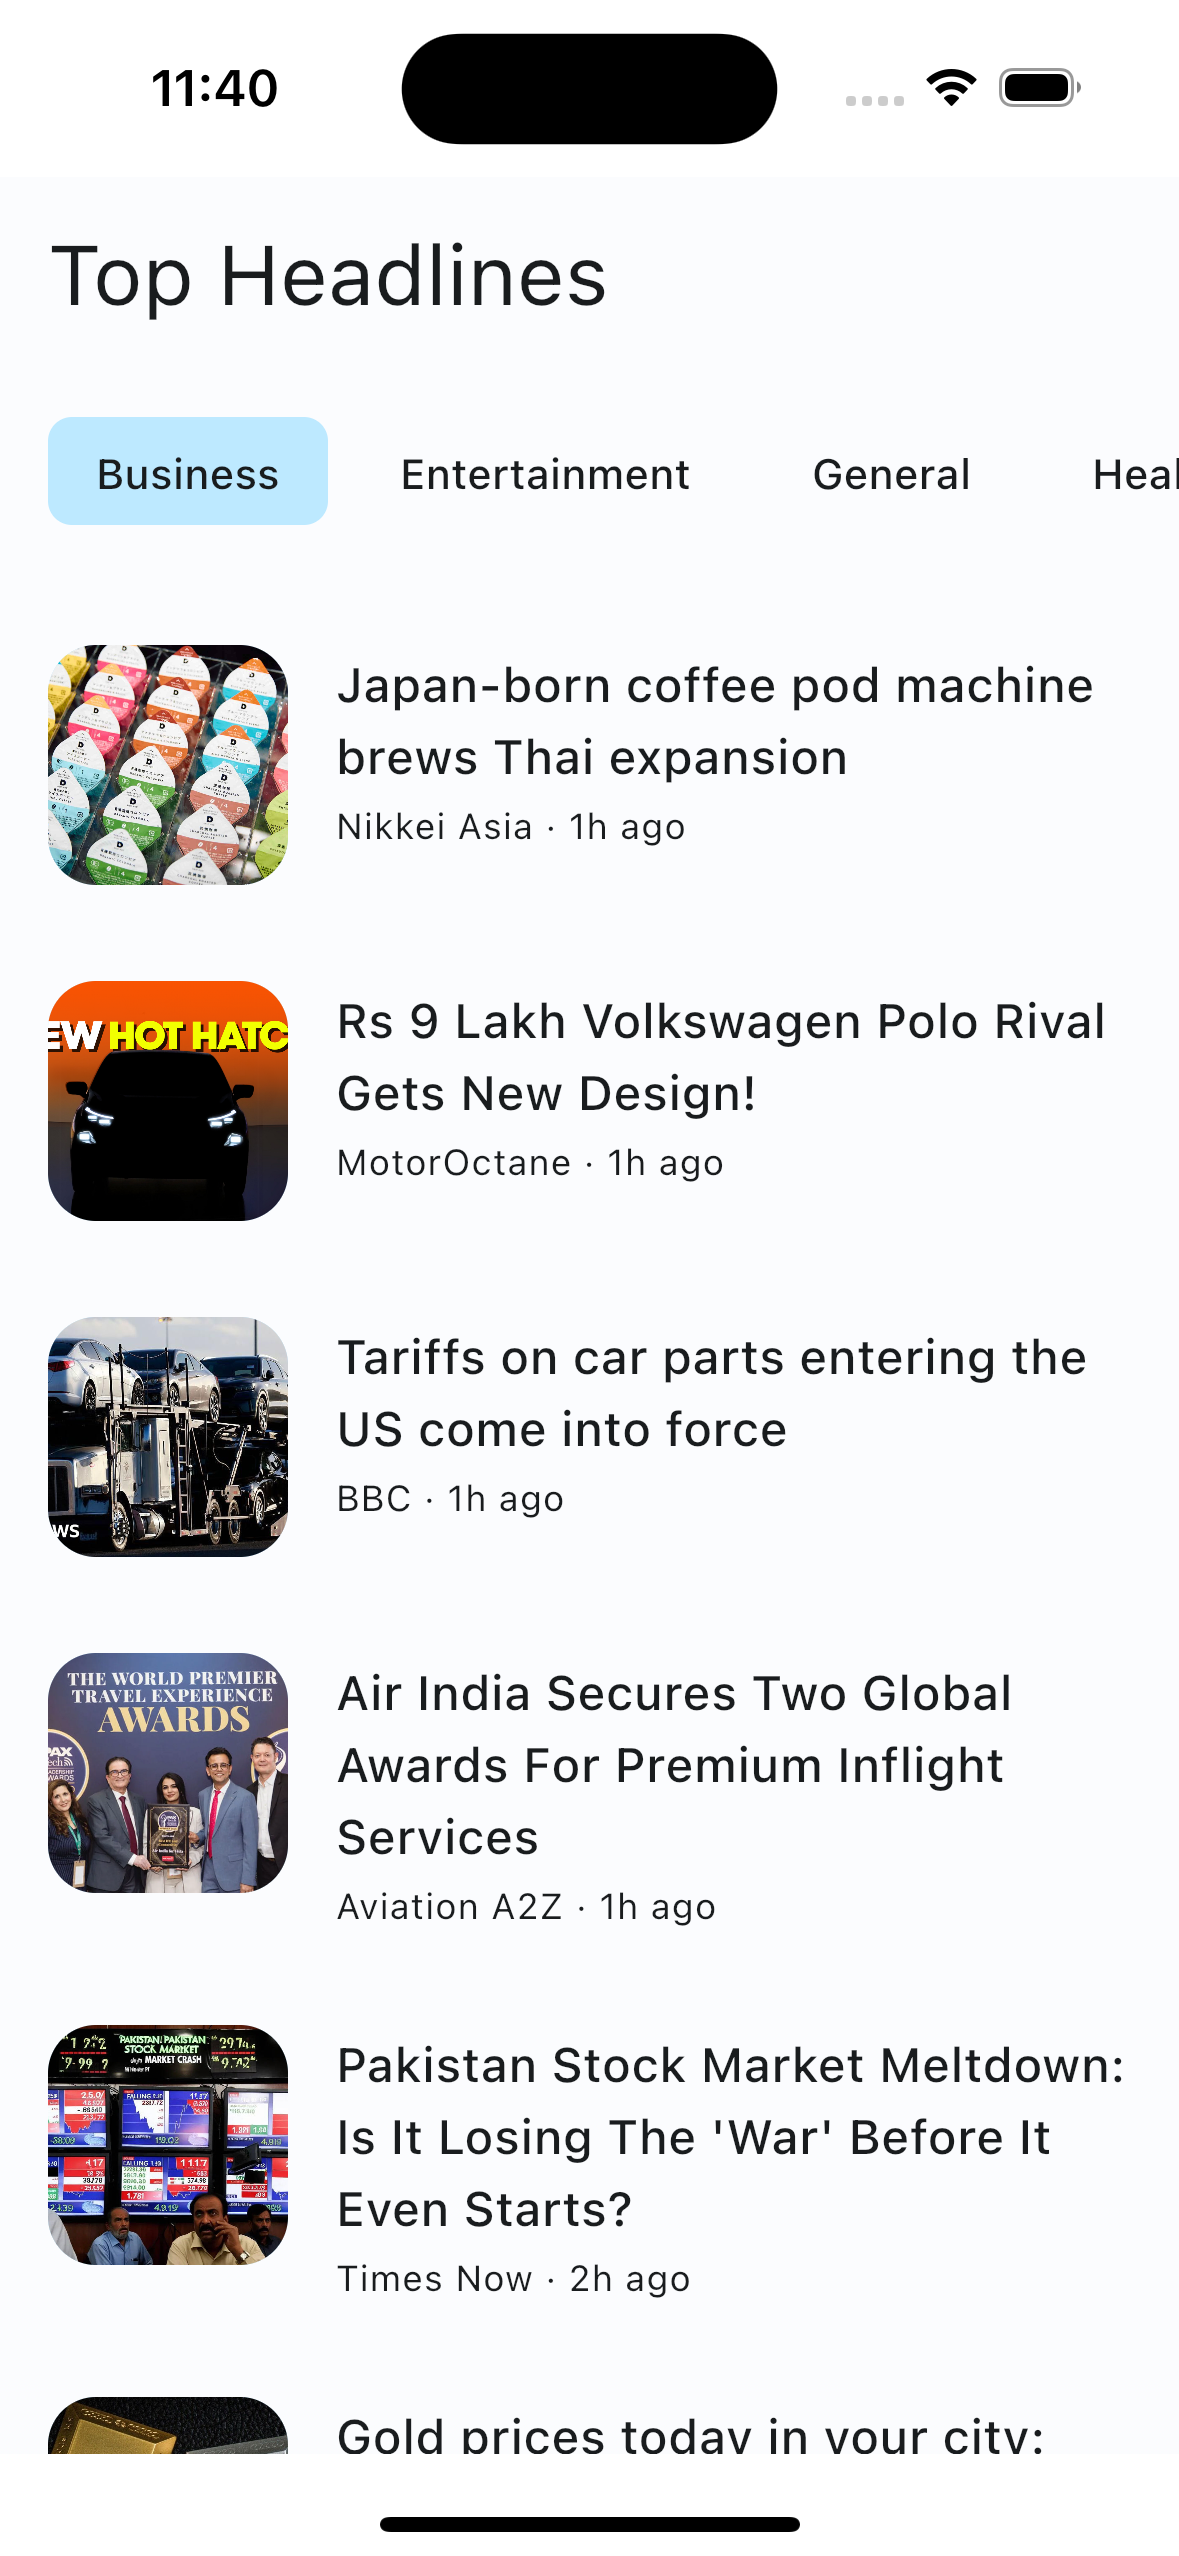 11:40
Top Headlines
Business Entertainment General Heal
Japan-born coffee pod machine
brews Thai expansion
Nikkei Asia · 1h ago
EW HOT HATC
Rs 9 Lakh Volkswagen Polo Rival
Gets New Design!
MotorOctane · 1h ago
Tariffs on car parts entering the
US come into force
BBC · 1h ago
WS
THE WORLD PREMIER
TRAVEL EXPERIENCE
AWARDS
Air India Secures Two Global
Awards For Premium Inflight
Services
Aviation A2Z · 1h ago
PAKISTAN PAKISTAN
STOCK MARKET
MARKET CRASH
Pakistan Stock Market Meltdown:
Is It Losing The 'War' Before It
Even Starts?
Times Now · 2h ago
Gold prices today in your city: